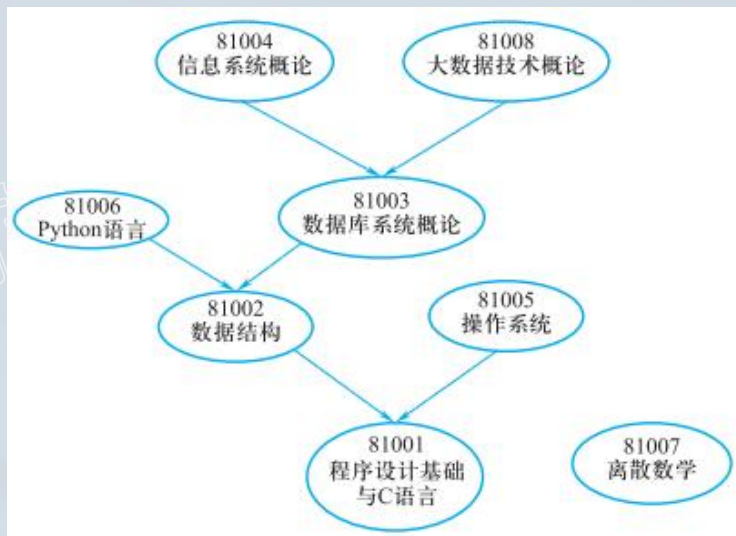 81004
信息系统概论
81008
大数据技术概论
81006
Python语言
81003
数据库系统概论
81002
数据结构
81005
操作系统
81001
程序设计基础
与C语言
81007
离散数学